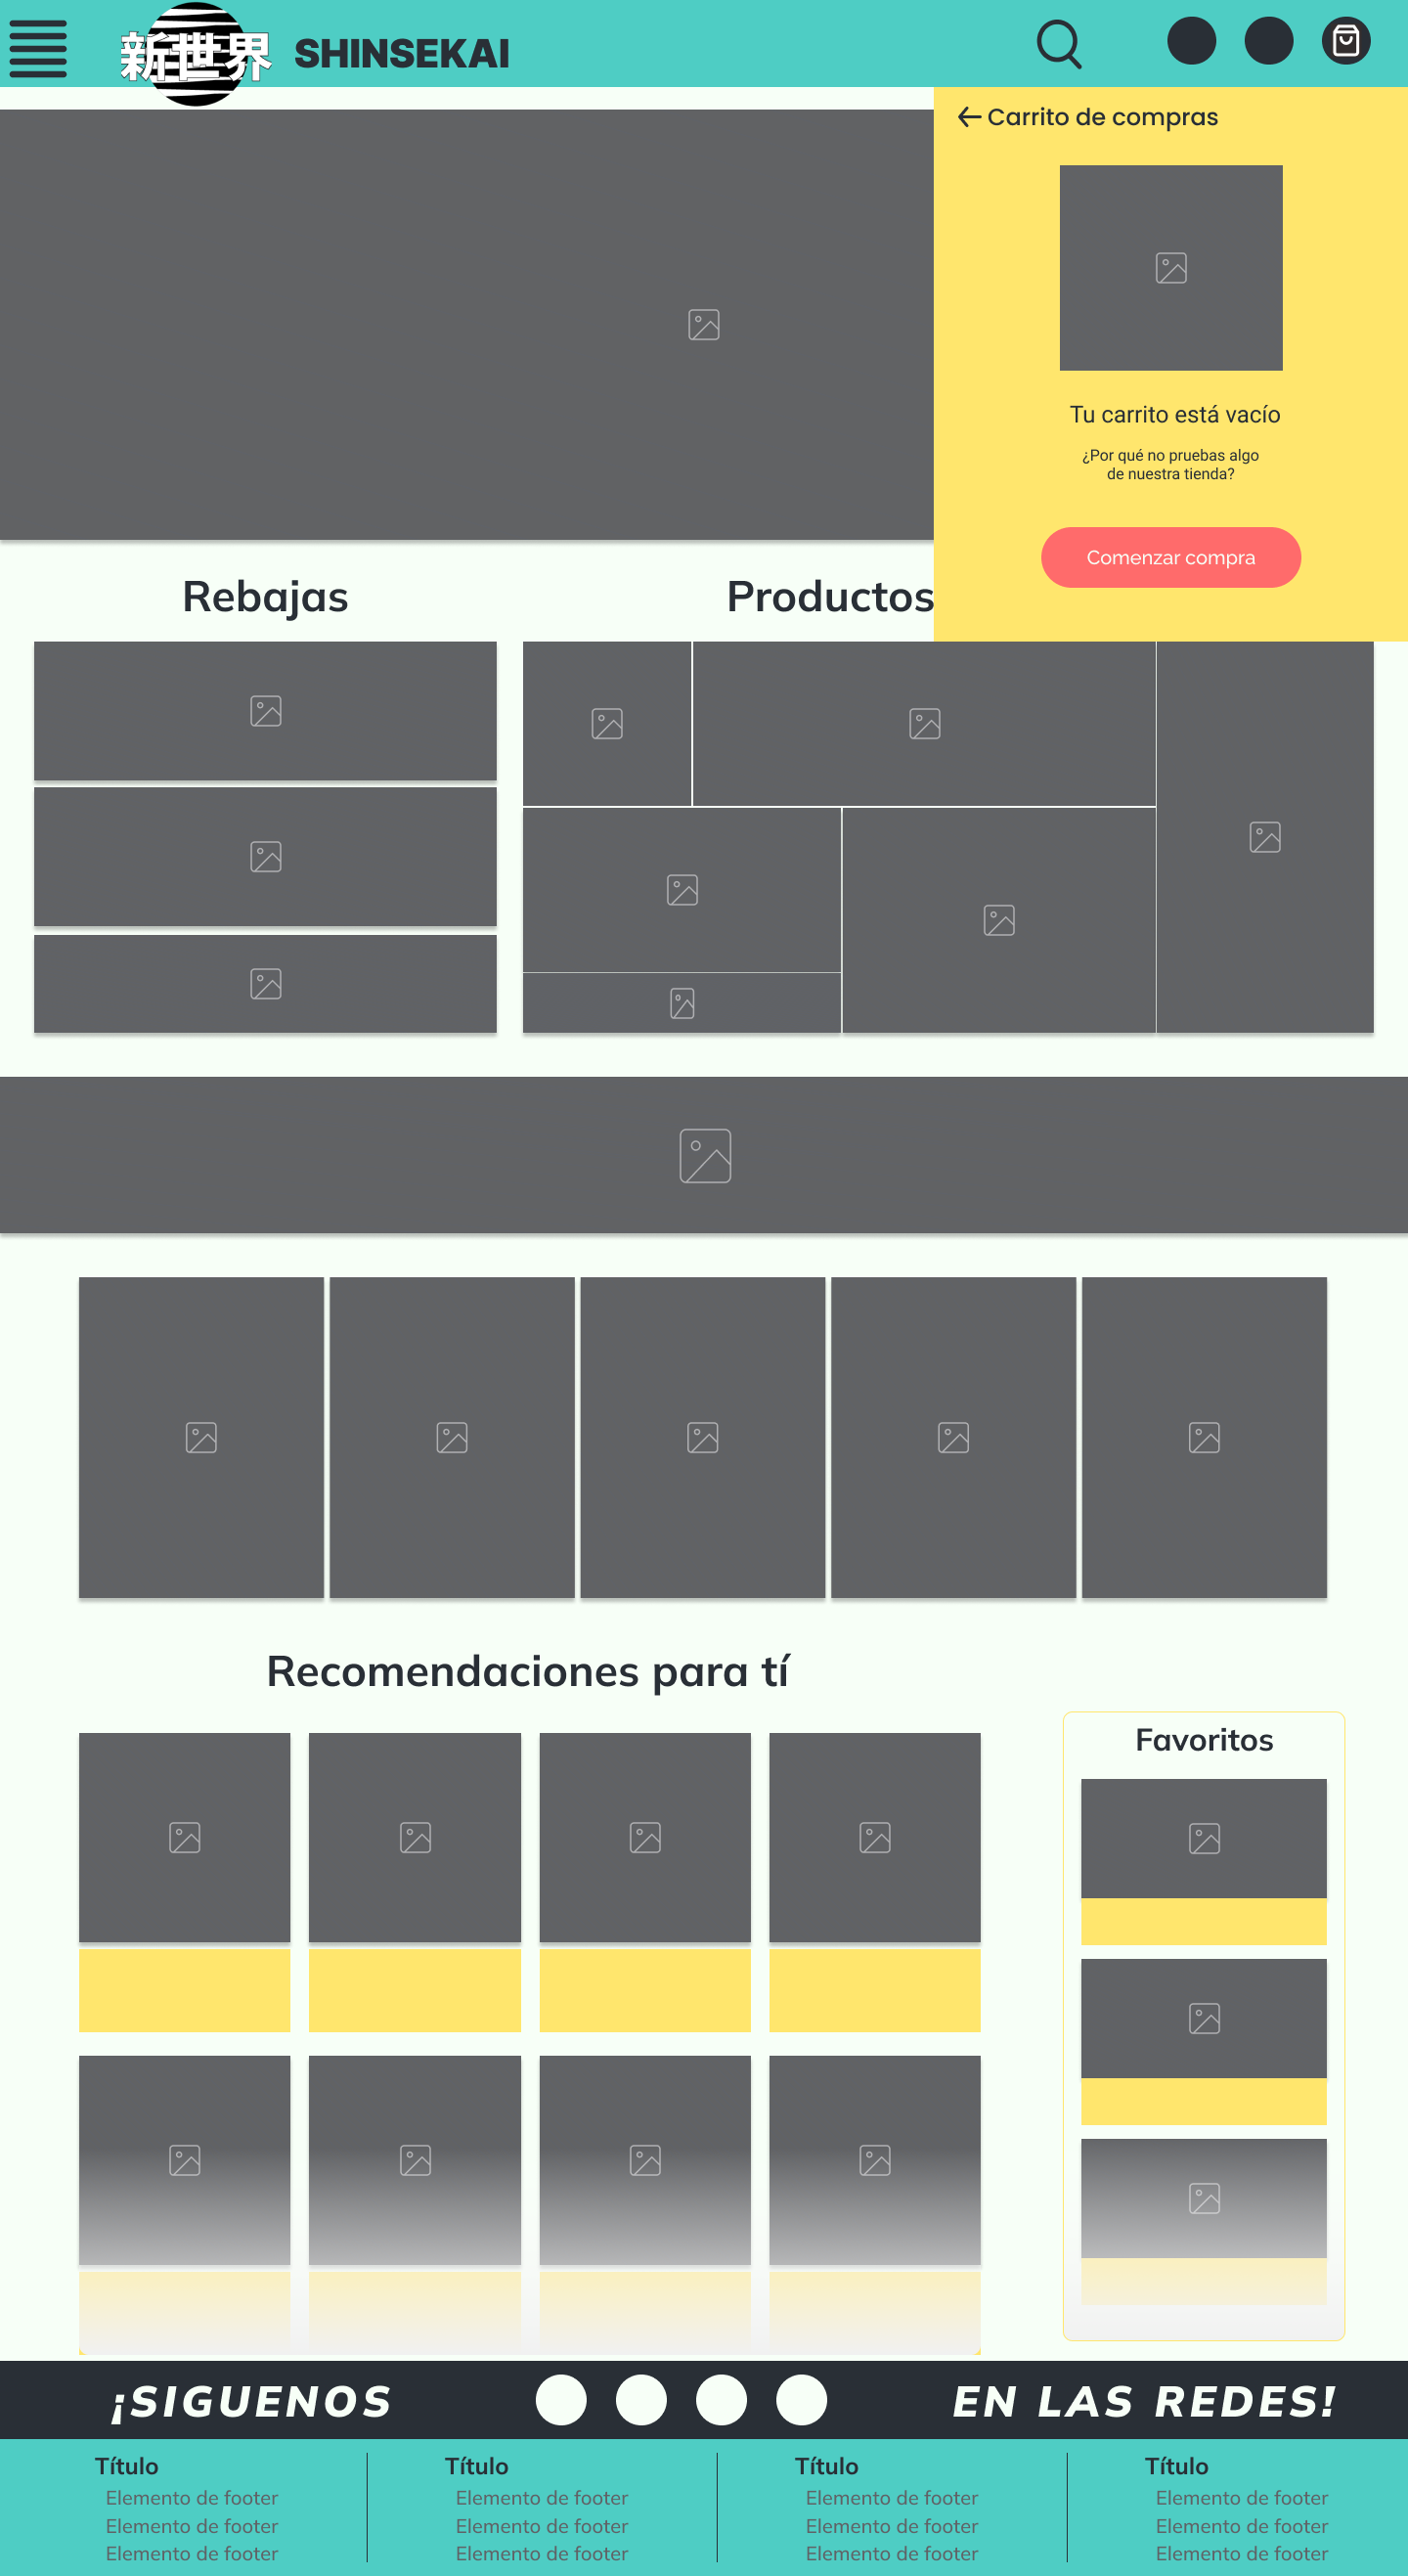 新世界
SHINSEKAI
Carrito de compras
Tu carrito está vacío
¿Por qué no pruebas algo
de nuestra tienda?
Comenzar compra
Rebajas
Productos
Recomendaciones para tí
Favoritos
¡SIGUENOS
EN LAS REDES!
Título
Elemento de footer
Elemento de footer
Elemento de footer
Título
Elemento de footer
Elemento de footer
Elemento de footer
Título
Elemento de footer
Elemento de footer
Elemento de footer
Título
Elemento de footer
Elemento de footer
Elemento de footer